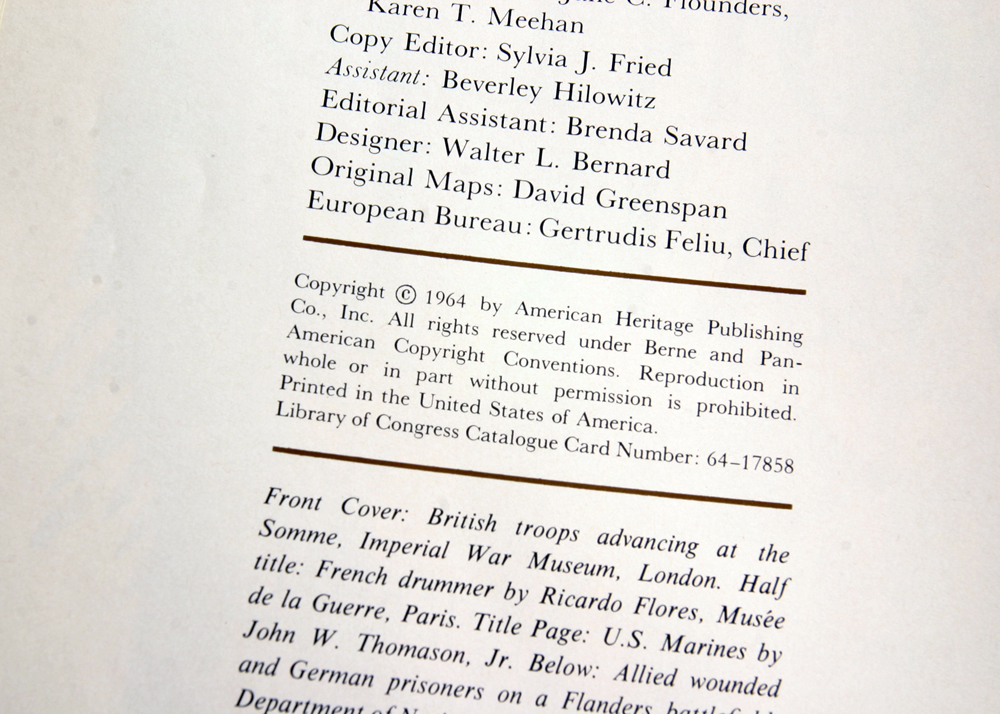 C. Flounders,
Karen T. Meehan
Copy Editor: Sylvia J. Fried
Assistant: Beverley Hilowitz
Editorial Assistant: Brenda Savard
Designer: Walter L. Bernard
Original Maps: David Greenspan
European Bureau: Gertrudis Feliu, Chief
Copyright © 1964 by American Heritage Publishing
Co., Inc. All rights reserved under Berne and Pan-
American Copyright Conventions. Reproduction in
whole or in part without permission is prohibited.
Printed in the United States of America.
Library of Congress Catalogue Card Number: 64–17858
Front Cover: British troops advancing at the
Somme, Imperial War Museum, London. Half
title: French drummer by Ricardo Flores, Musée
de la Guerre, Paris. Title Page: U.S. Marines by
John W. Thomason, Jr. Below: Allied wounded
and German prisoners on a Flanders
Department of